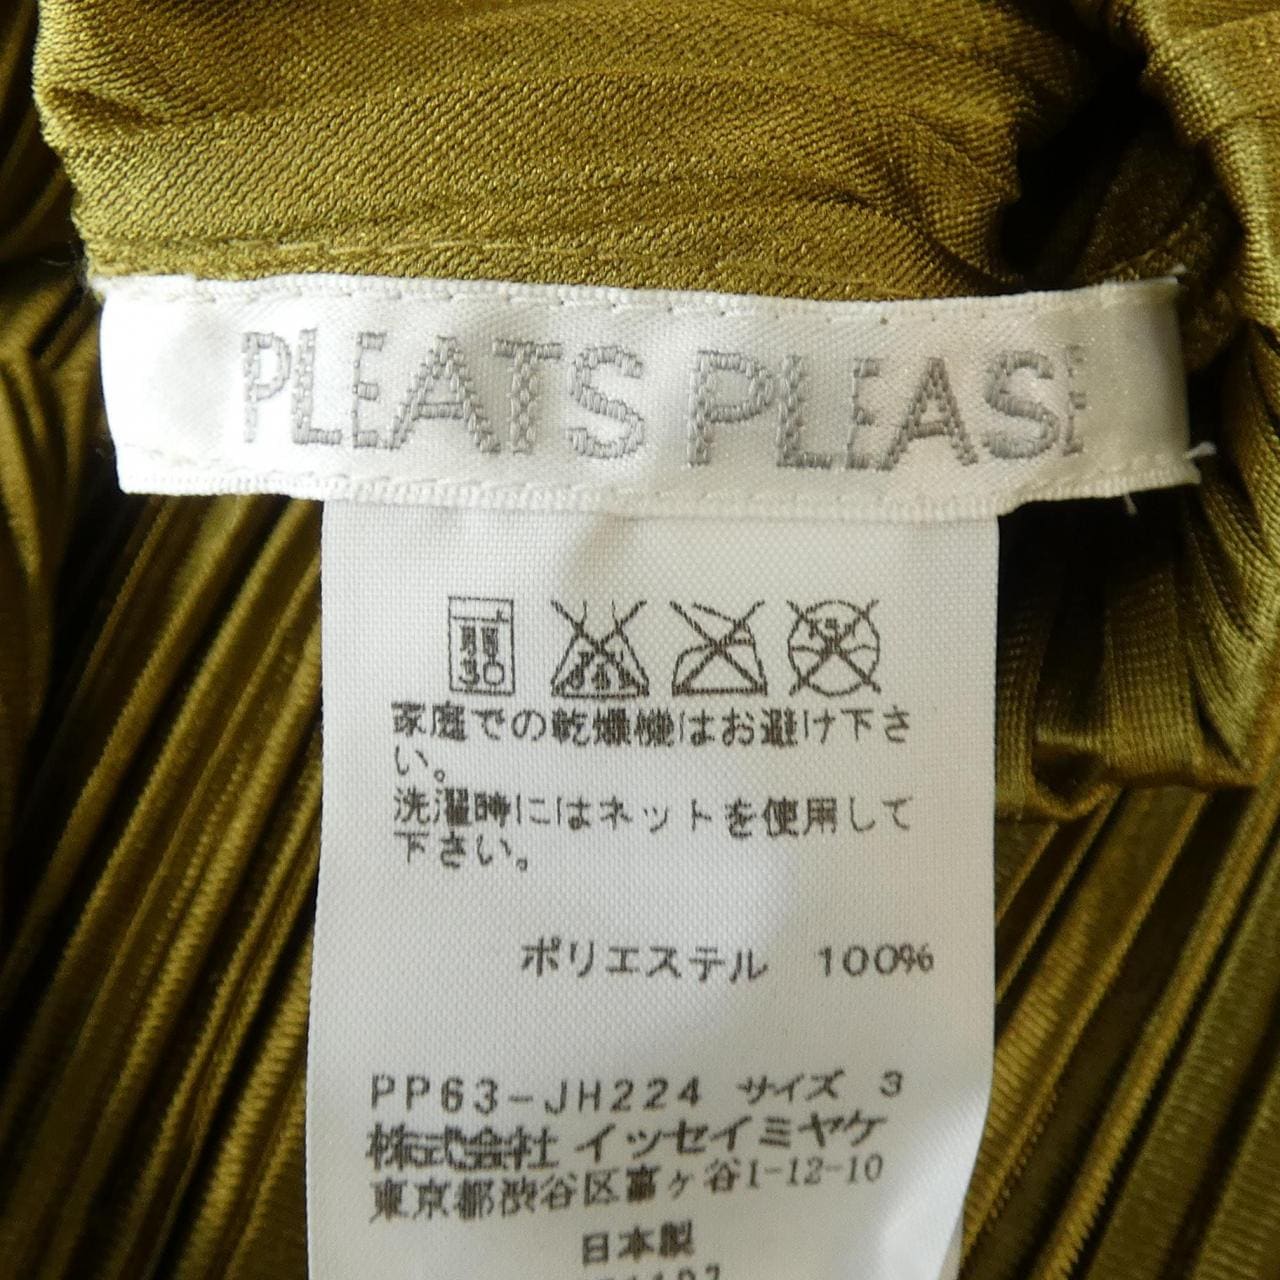 PLEATS PLEASE
弱
30
家庭での乾燥機はお避け下さ
い。
洗濯時にはネットを使用して
下さい。
ポリエステル 100%
PP63-JH224 サイズ 3
株式会社 イッセイミヤケ
東京都渋谷区富ヶ谷1-12-10
日本製